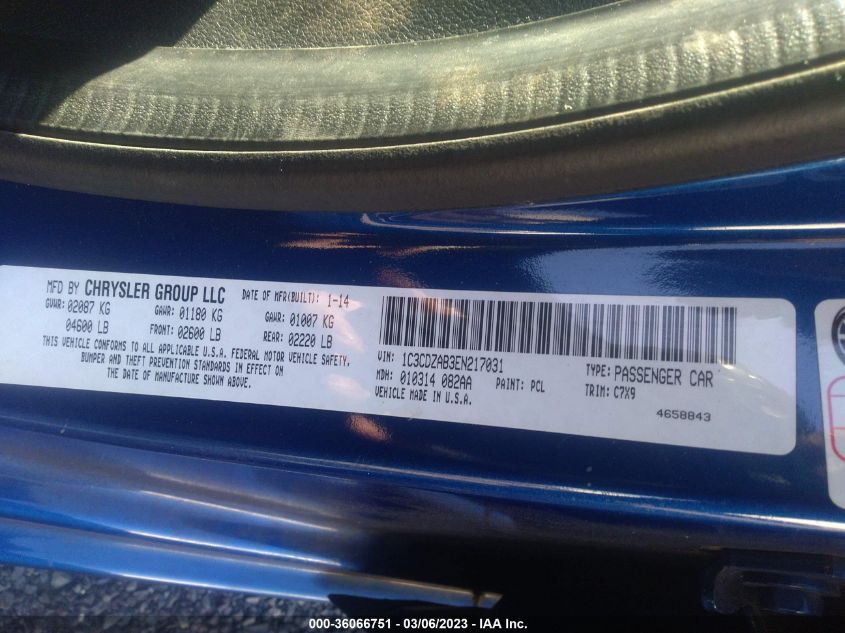 MFD BY CHRYSLER GROUP LLC DATE OF MFR(BUILT): 1-14
GVWR: 02087 KG GAWR: 01180 KG GAWR: 01007 KG
04600 LB FRONT: 02600 LB REAR: 02220 LB
THIS VEHICLE CONFORMS TO ALL APPLICABLE U.S.A. FEDERAL MOTOR VEHICLE SAFETY,
BUMPER AND THEFT PREVENTION STANDARDS IN EFFECT ON
THE DATE OF MANUFACTURE SHOWN ABOVE.
VIN: 1C3CDZAB3EN217031 TYPE: PASSENGER CAR
MDH: 010314 082AA PAINT: PCL TRIM: C7X9
VEHICLE MADE IN U.S.A. 4658843
000-36066751 — 03/06/2023 — IAA Inc.